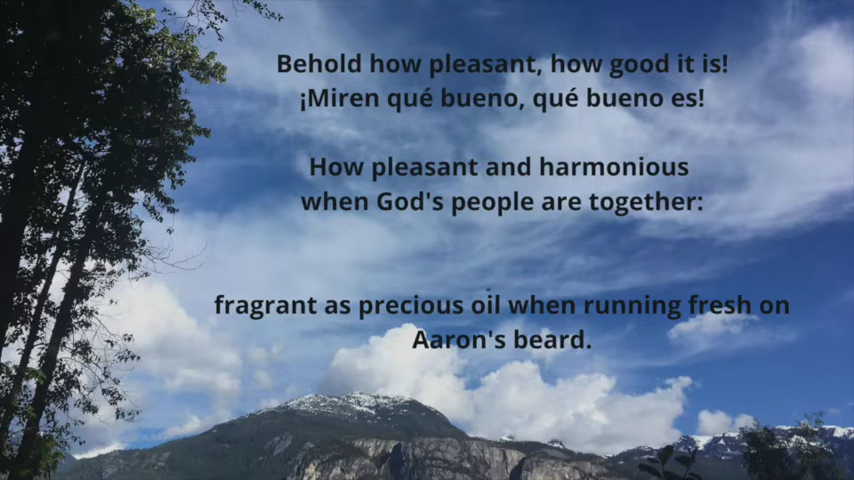 Behold how pleasant, how good it is!
¡Miren qué bueno, qué bueno es!
How pleasant and harmonious
when God's people are together:
fragrant as precious oil when running fresh on
Aaron's beard.